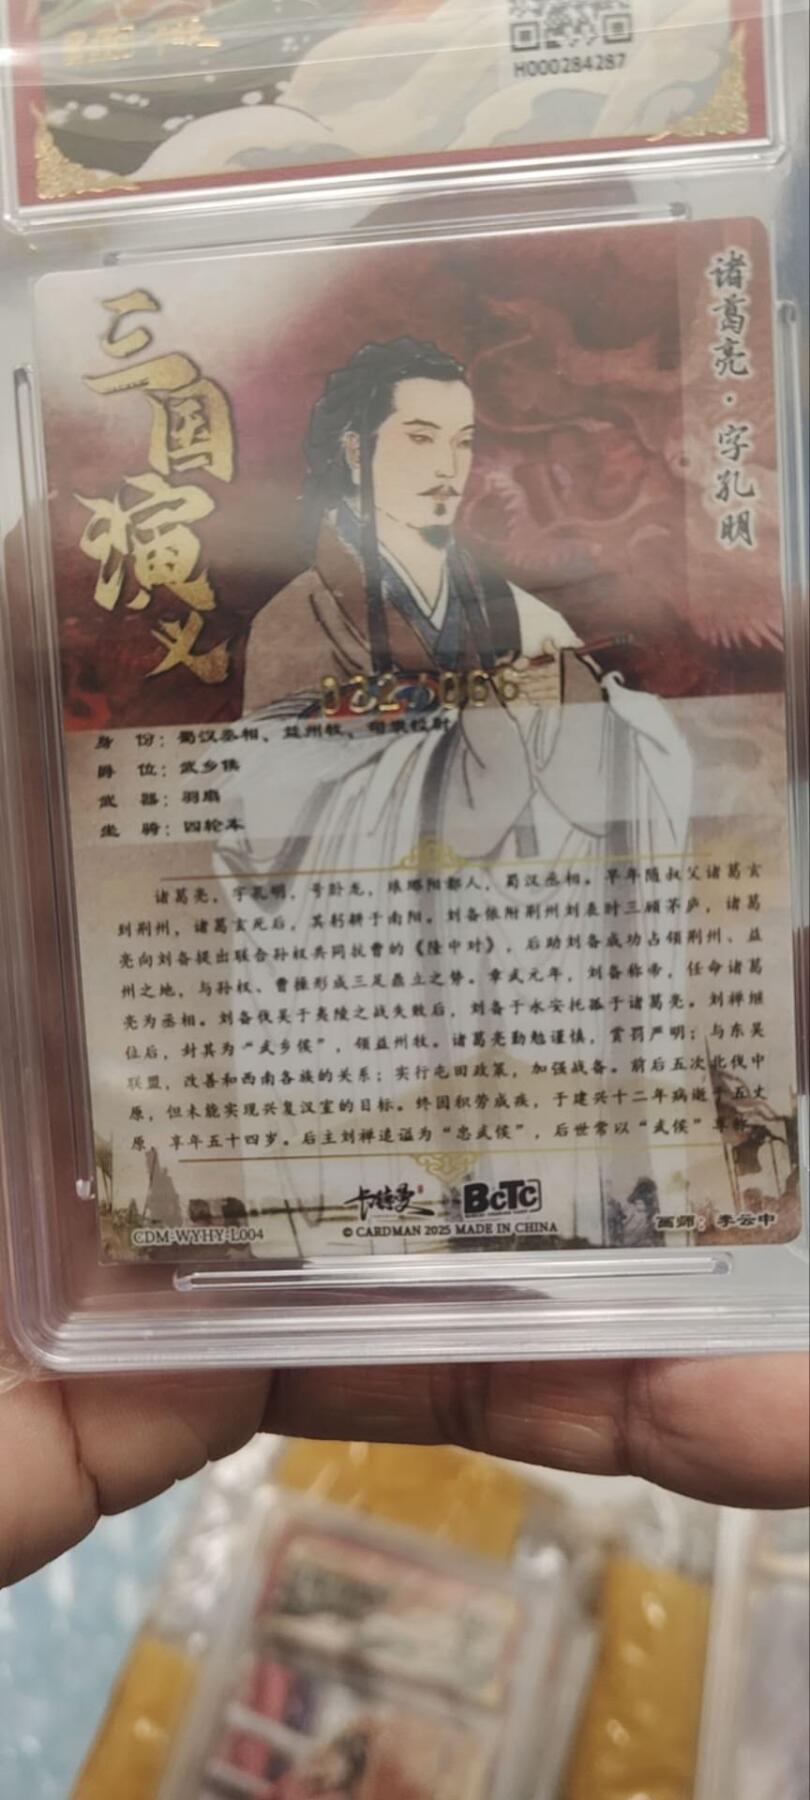 H000284287
三国演义
诸葛亮·字孔明
032/066
身 份：蜀汉丞相、益州牧、司隶校尉
爵 位：武乡侯
武 器：羽扇
坐 骑：四轮车
诸葛亮，字孔明，号卧龙，琅琊阳都人，蜀汉丞相。早年随叔父诸葛玄
到荆州，诸葛玄死后，其躬耕于南阳。刘备依附荆州刘表时三顾茅庐，诸葛
亮向刘备提出联合孙权共同抗曹的《隆中对》，后助刘备成功占领荆州、益
州之地，与孙权、曹操形成三足鼎立之势。章武元年，刘备称帝，任命诸葛
亮为丞相。刘备伐吴于夷陵之战失败后，刘备于永安托孤于诸葛亮。刘禅继
位后，封其为“武乡侯”，领益州牧。诸葛亮勤勉谨慎，赏罚严明；与东吴
联盟，改善和西南各族的关系；实行屯田政策，加强战备。前后五次北伐中
原，但未能实现兴复汉室的目标。终因积劳成疾，于建兴十二年病逝于五丈
原，享年五十四岁。后主刘禅追谥为“忠武侯”，后世常以“武侯”尊称
卡特曼 BCTC
© CARDMAN 2025 MADE IN CHINA
CDM-WYHY-L004
画师：李云中